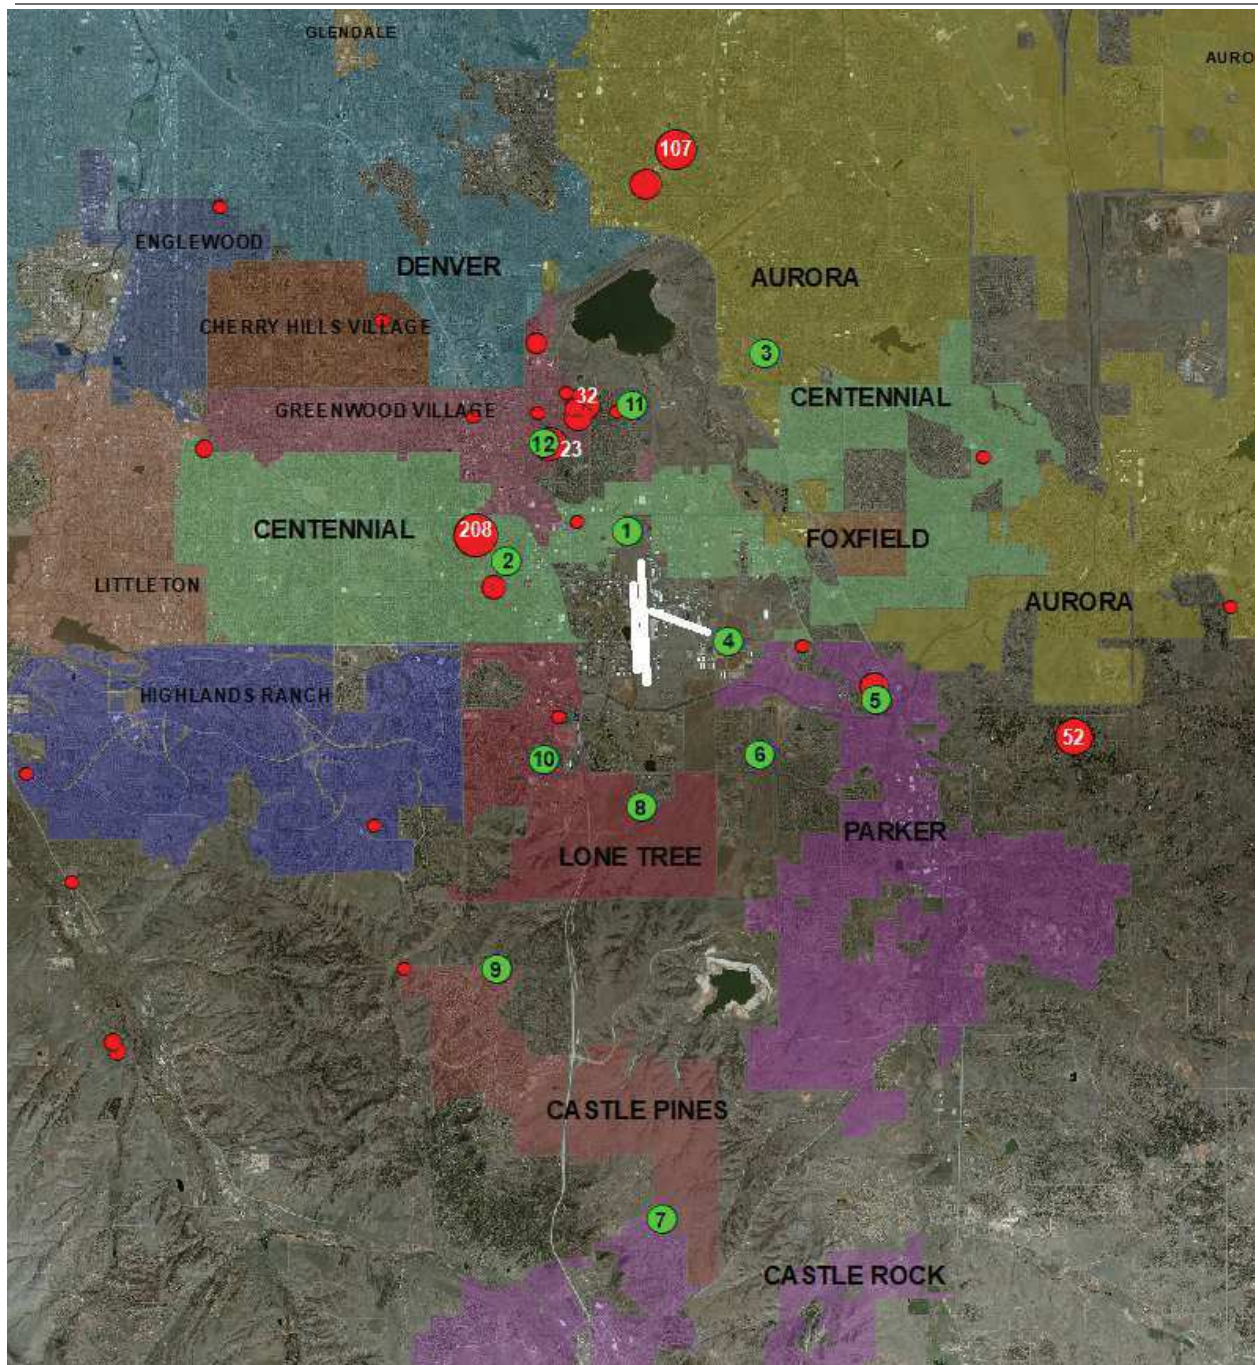 GLENDALE
AURO
107
ENGLEWOOD
DENVER
AURORA
CHERRY HILLS VILLAGE
3
32
11
CENTENNIAL
GREENWOOD VILLAGE
12
23
208
CENTENNIAL
1
FOXFIELD
2
LITTLETON
AURORA
4
HIGHLANDS RANCH
5
52
6
10
8
PARKER
LONE TREE
9
CASTLE PINES
7
CASTLE ROCK